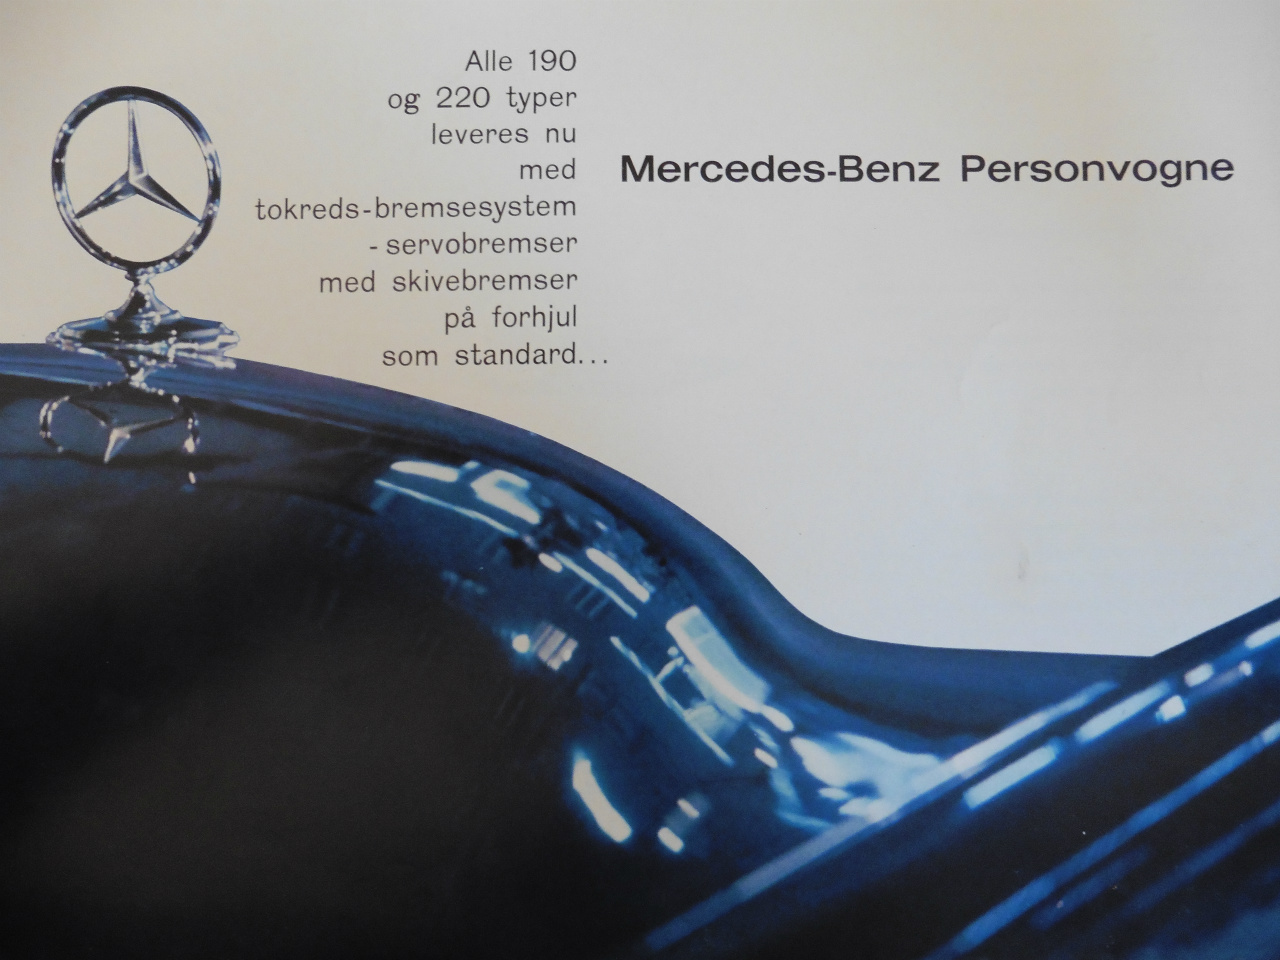 Alle 190
og 220 typer
leveres nu
med
tokreds-bremsesystem
- servobremser
med skivebremser
på forhjul
som standard...
Mercedes-Benz Personvogne